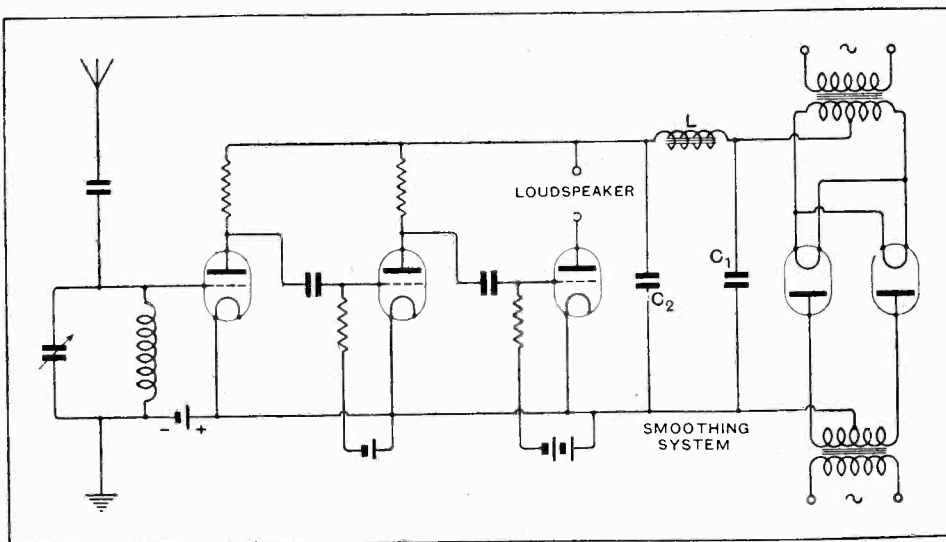 ~
L
LOUDSPEAKER
C1
C2
- +
SMOOTHING
SYSTEM
~